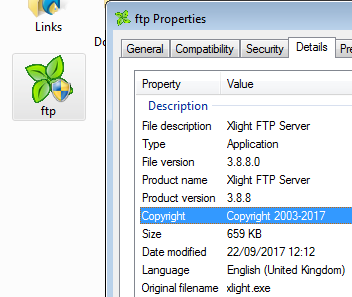 Links
Do
ftp
ftp Properties
General Compatibility Security Details Pre
Property Value
Description
File description Xlight FTP Server
Type Application
File version 3.8.8.0
Product name Xlight FTP Server
Product version 3.8.8
Copyright Copyright 2003-2017
Size 659 KB
Date modified 22/09/2017 12:12
Language English (United Kingdom)
Original filename xlight.exe